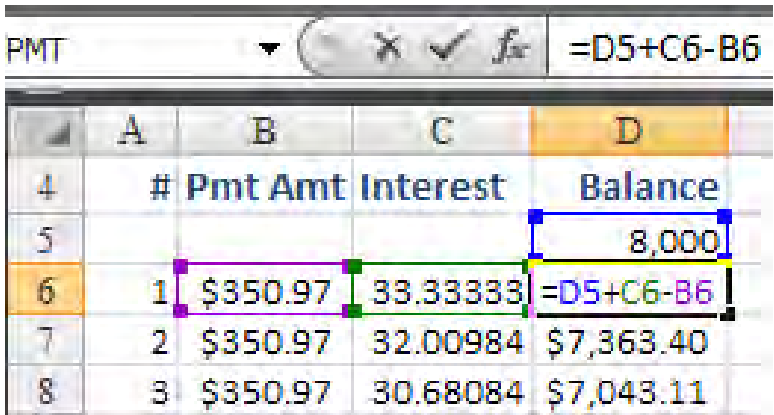 PMT fx =D5+C6-B6
A B C D
4 # Pmt Amt Interest Balance
5 8,000
6 1 $350.97 33.33333 =D5+C6-B6
7 2 $350.97 32.00984 $7,363.40
8 3 $350.97 30.68084 $7,043.11